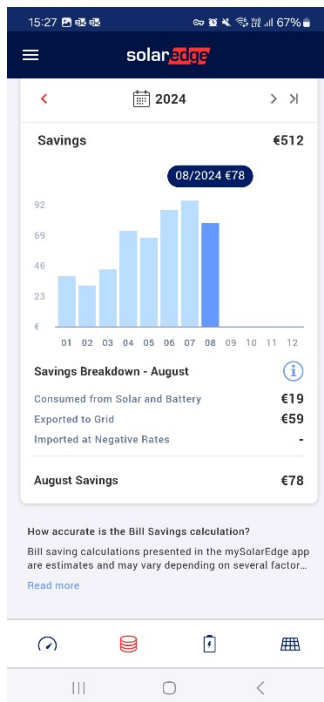 15:27 67%
solaredge
2024
Savings €512
08/2024 €78
92
69
46
23
€
01 02 03 04 05 06 07 08 09 10 11 12
Savings Breakdown - August
Consumed from Solar and Battery €19
Exported to Grid €59
Imported at Negative Rates -
August Savings €78
How accurate is the Bill Savings calculation?
Bill saving calculations presented in the mySolarEdge app
are estimates and may vary depending on several factor...
Read more